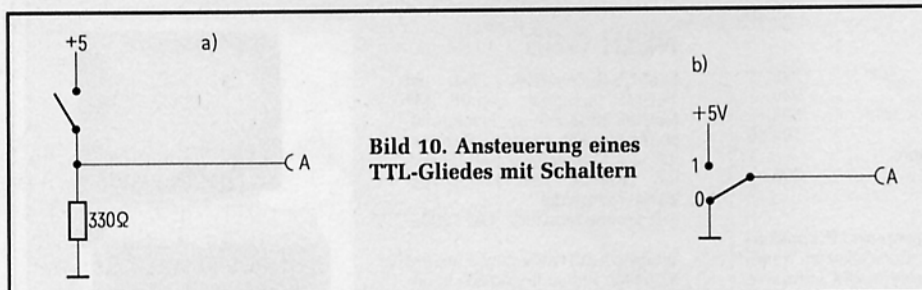 +5
a)
330Ω
A
Bild 10. Ansteuerung eines
TTL-Gliedes mit Schaltern
b)
+5V
1
0
A